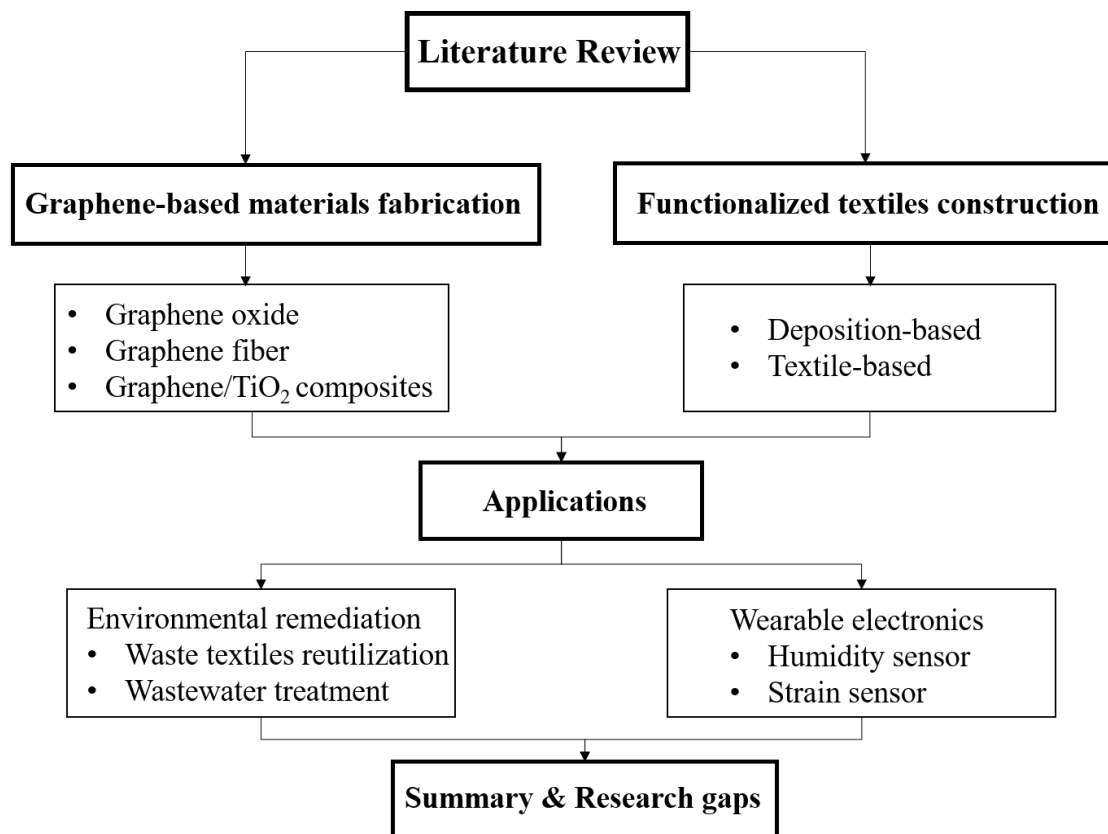 Literature Review
Graphene-based materials fabrication
Functionalized textiles construction
• Graphene oxide
• Graphene fiber
• Graphene/TiO₂ composites
• Deposition-based
• Textile-based
Applications
Environmental remediation
• Waste textiles reutilization
• Wastewater treatment
Wearable electronics
• Humidity sensor
• Strain sensor
Summary & Research gaps